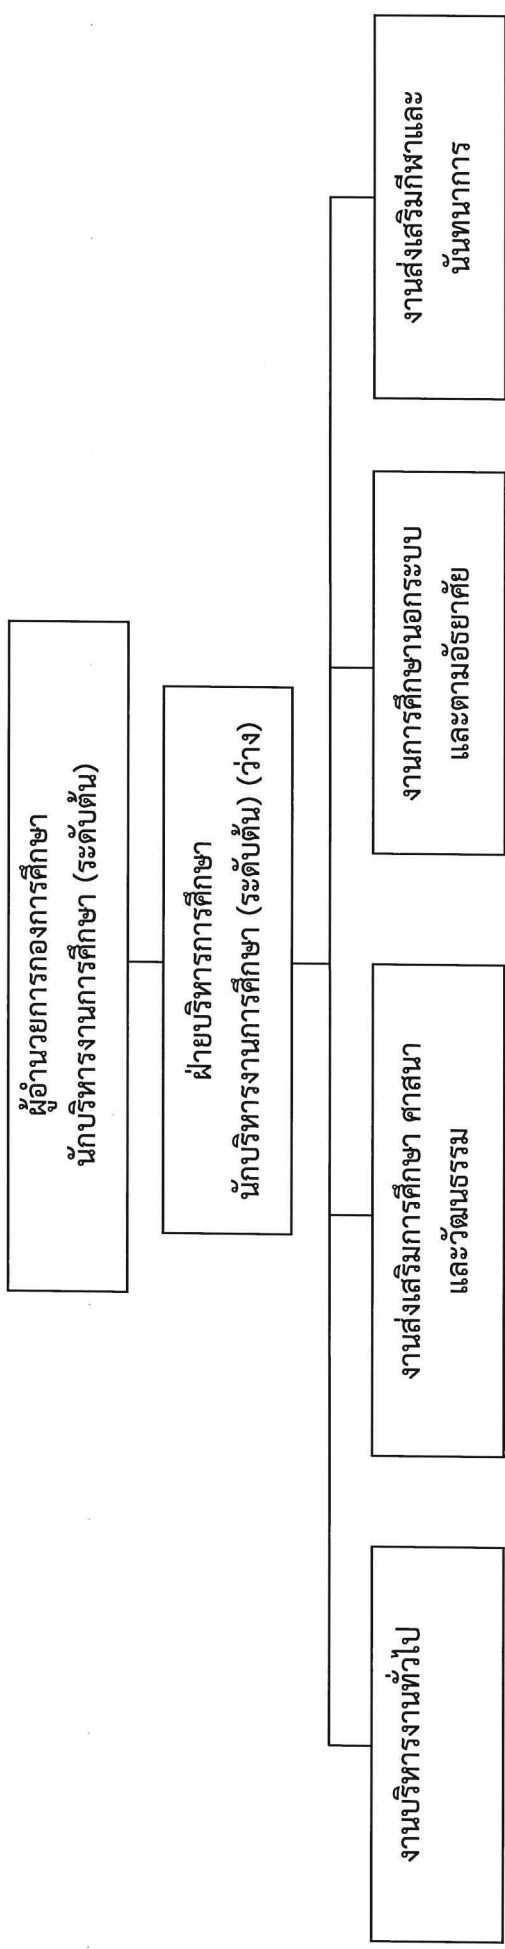 ผู้อำนวยการกองการศึกษา
นักบริหารงานการศึกษา (ระดับต้น)
ฝ่ายบริหารการศึกษา
นักบริหารงานการศึกษา (ระดับต้น) (ว่าง)
งานบริหารงานทั่วไป
งานส่งเสริมการศึกษา ศาสนา
และวัฒนธรรม
งานการศึกษานอกระบบ
และตามอัธยาศัย
งานส่งเสริมกีฬาและ
นันทนาการ